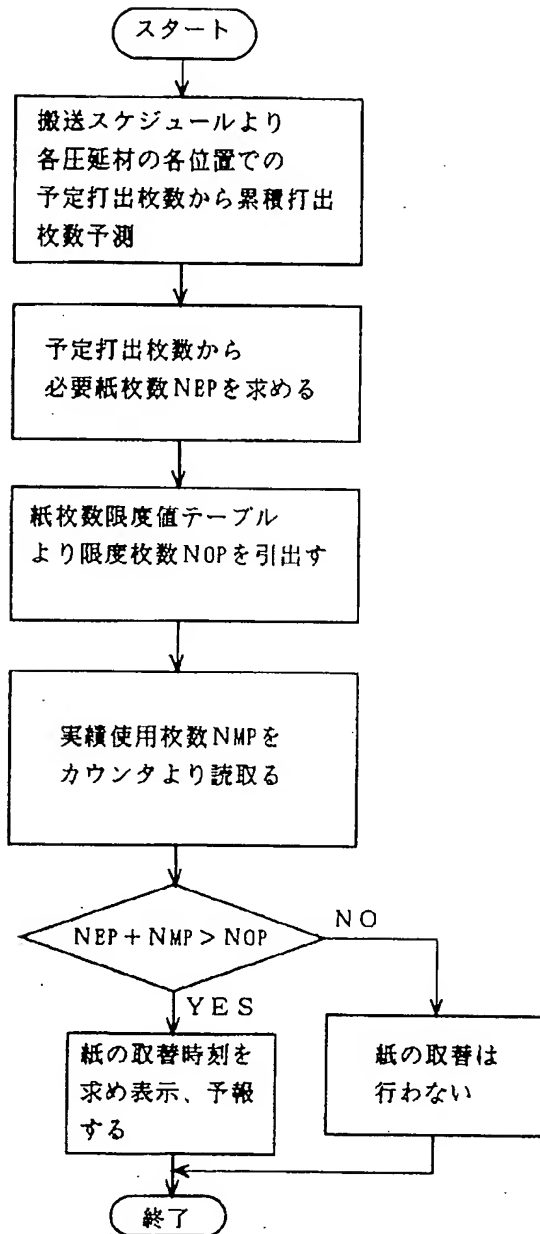 スタート
搬送スケジュールより
各圧延材の各位置での
予定打出枚数から累積打出
枚数予測
予定打出枚数から
必要紙枚数NEPを求める
紙枚数限度値テーブル
より限度枚数NOPを引出す
実績使用枚数NMPを
カウンタより読取る
NEP+NMP>NOP
NO
YES
紙の取替時刻を
求め表示、予報
する
紙の取替は
行わない
終了